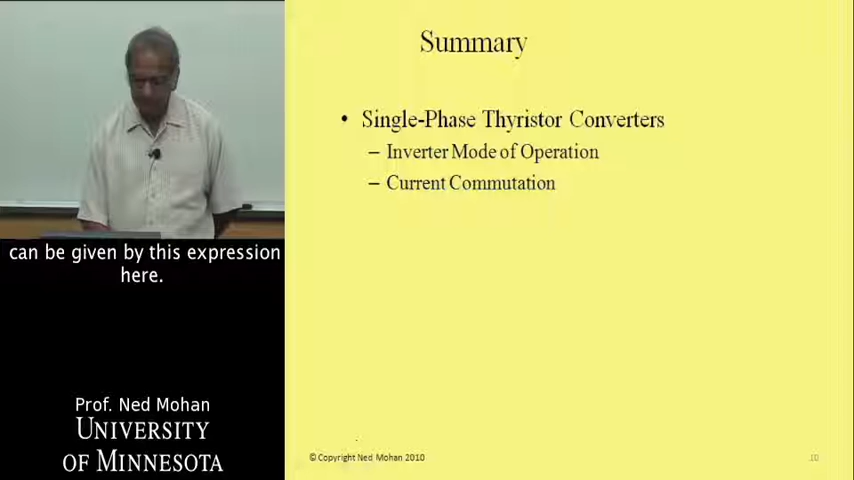 Summary
• Single-Phase Thyristor Converters
– Inverter Mode of Operation
– Current Commutation
can be given by this expression
here.
Prof. Ned Mohan
UNIVERSITY
OF MINNESOTA
© Copyright Ned Mohan 2010
10